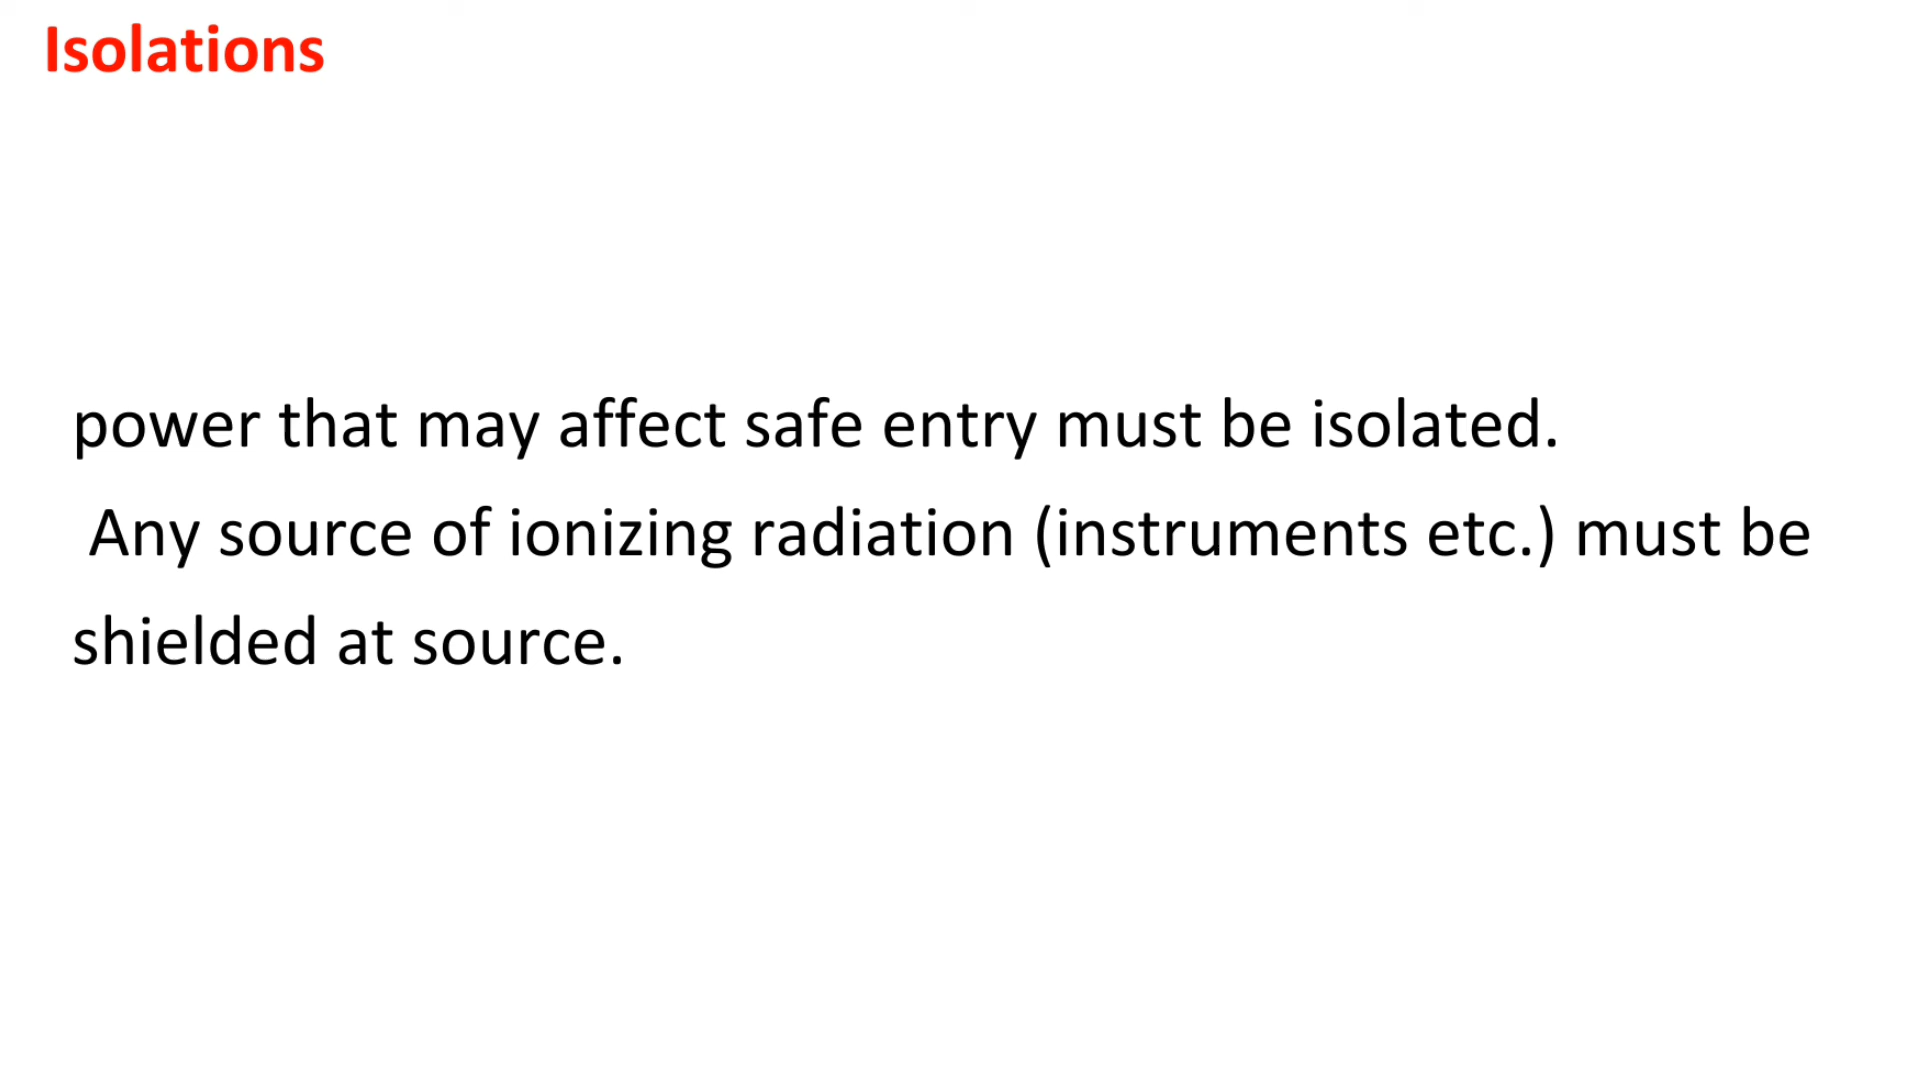 Isolations
power that may affect safe entry must be isolated.
Any source of ionizing radiation (instruments etc.) must be
shielded at source.